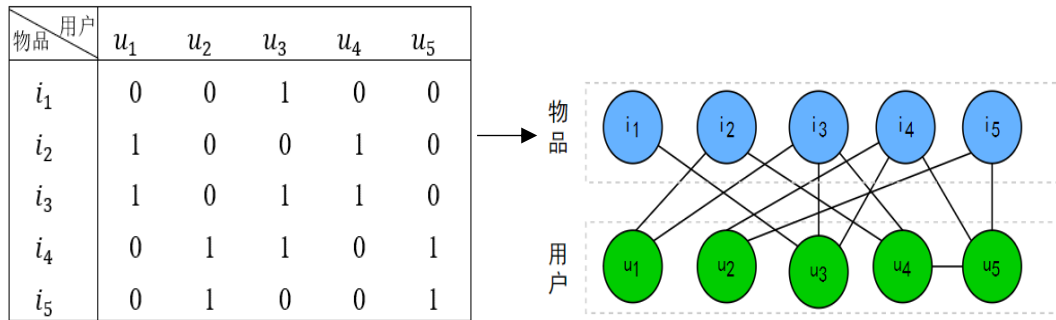 用户
物品 u1 u2 u3 u4 u5
i1 0 0 1 0 0
i2 1 0 0 1 0
i3 1 0 1 1 0
i4 0 1 1 0 1
i5 0 1 0 0 1
物品
i1 i2 i3 i4 i5
用户
u1 u2 u3 u4 u5